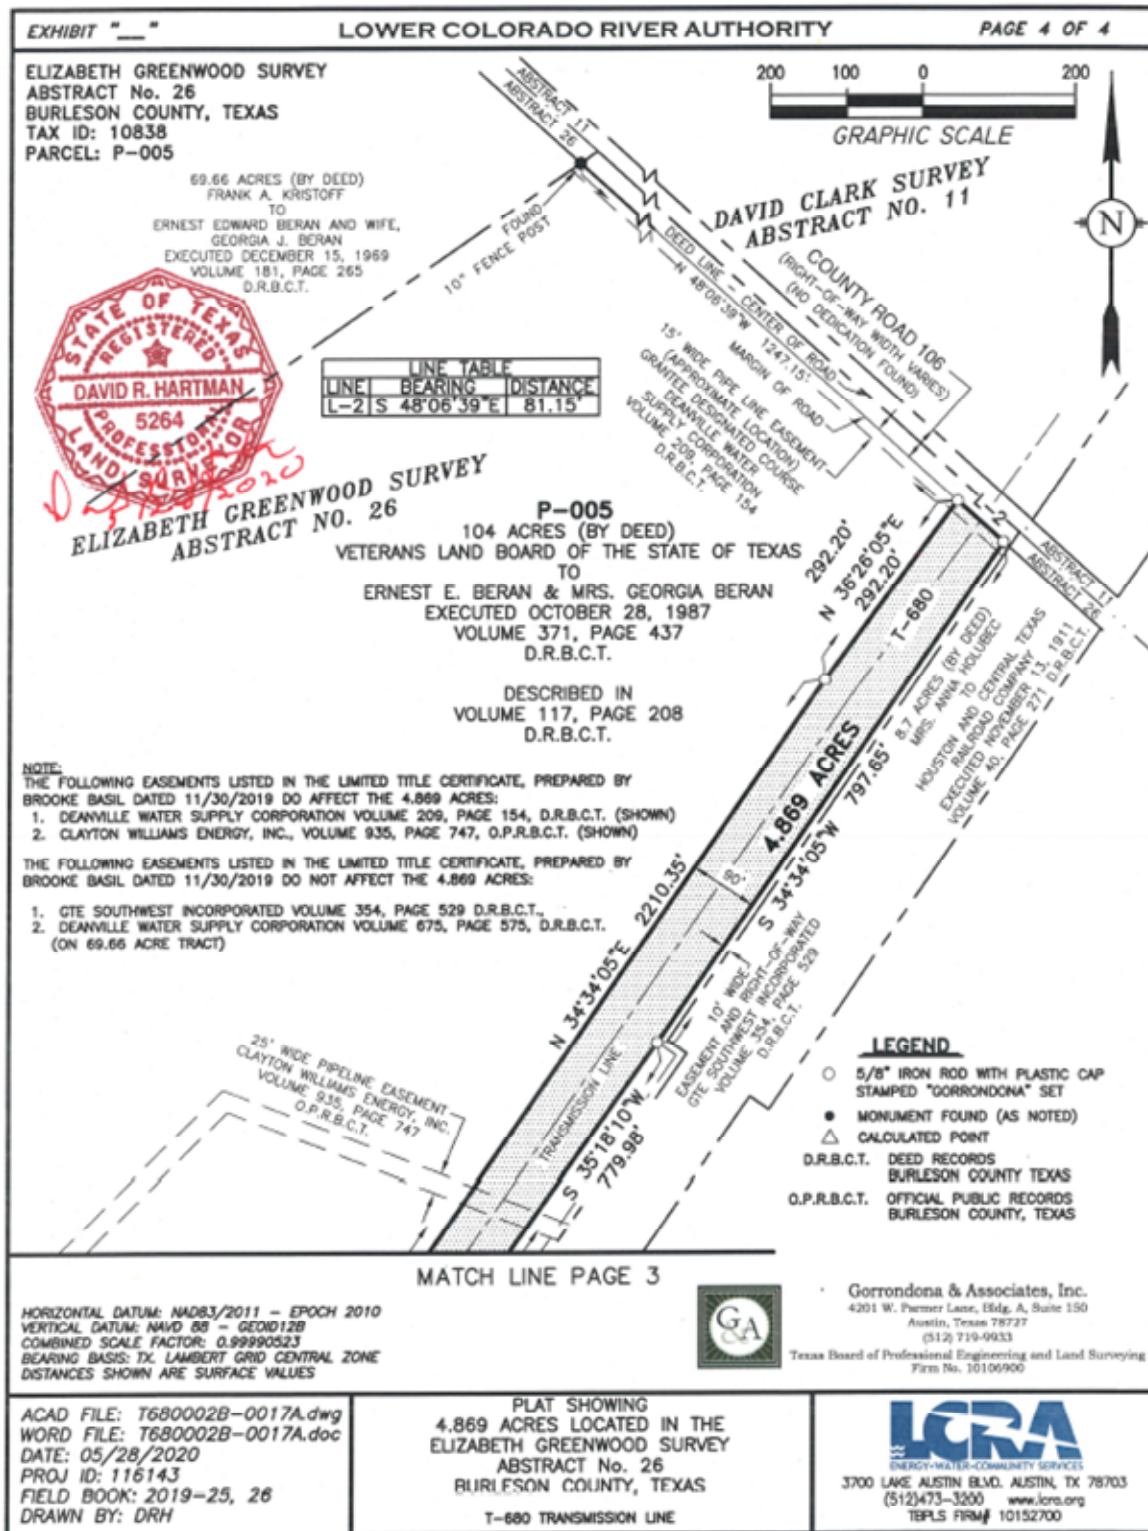 EXHIBIT "__"
LOWER COLORADO RIVER AUTHORITY
PAGE 4 OF 4
ELIZABETH GREENWOOD SURVEY
ABSTRACT No. 26
BURLESON COUNTY, TEXAS
TAX ID: 10838
PARCEL: P-005
69.66 ACRES (BY DEED)
FRANK A. KRISTOFF
TO
ERNEST EDWARD BERAN AND WIFE,
GEORGIA J. BERAN
EXECUTED DECEMBER 15, 1969
VOLUME 181, PAGE 265
D.R.B.C.T.
ABSTRACT 11
ABSTRACT 26
200 100 0 200
GRAPHIC SCALE
DAVID CLARK SURVEY
ABSTRACT NO. 11
N
FOUND
10" FENCE POST
DEED LINE - CENTER OF ROAD
N 48°06'39"W 1247.15'
MARGIN OF ROAD
COUNTY ROAD 106
(RIGHT-OF-WAY WIDTH VARIES)
(NO DEDICATION FOUND)
15' WIDE PIPE LINE EASEMENT
(APPROXIMATE LOCATION)
GRANTEE DESIGNATED COURSE
DEANVILLE WATER
SUPPLY CORPORATION
VOLUME 209, PAGE 154
D.R.B.C.T.
STATE OF TEXAS
REGISTERED
DAVID R. HARTMAN
5264
PROFESSIONAL
LAND SURVEYOR
LINE TABLE
LINE BEARING DISTANCE
L-2 S 48°06'39"E 81.15'
ELIZABETH GREENWOOD SURVEY
ABSTRACT NO. 26
P-005
104 ACRES (BY DEED)
VETERANS LAND BOARD OF THE STATE OF TEXAS
TO
ERNEST E. BERAN & MRS. GEORGIA BERAN
EXECUTED OCTOBER 28, 1987
VOLUME 371, PAGE 437
D.R.B.C.T.
DESCRIBED IN
VOLUME 117, PAGE 208
D.R.B.C.T.
292.20'
N 36°26'05"E
292.20'
L-2
T-680
ABSTRACT 11
ABSTRACT 26
8.7 ACRES (BY DEED)
MRS. ANNA HOLUBEC
TO
HOUSTON AND CENTRAL TEXAS
RAILROAD COMPANY
EXECUTED NOVEMBER 13, 1911
VOLUME 40, PAGE 271 D.R.B.C.T.
4.869 ACRES
S 34°34'05"W 797.65'
90'
N 34°34'05"E 2210.35'
NOTE:
THE FOLLOWING EASEMENTS LISTED IN THE LIMITED TITLE CERTIFICATE, PREPARED BY
BROOKE BASIL DATED 11/30/2019 DO AFFECT THE 4.869 ACRES:
1. DEANVILLE WATER SUPPLY CORPORATION VOLUME 209, PAGE 154, D.R.B.C.T. (SHOWN)
2. CLAYTON WILLIAMS ENERGY, INC., VOLUME 935, PAGE 747, O.P.R.B.C.T. (SHOWN)
THE FOLLOWING EASEMENTS LISTED IN THE LIMITED TITLE CERTIFICATE, PREPARED BY
BROOKE BASIL DATED 11/30/2019 DO NOT AFFECT THE 4.869 ACRES:
1. GTE SOUTHWEST INCORPORATED VOLUME 354, PAGE 529 D.R.B.C.T.,
2. DEANVILLE WATER SUPPLY CORPORATION VOLUME 675, PAGE 575, D.R.B.C.T.
(ON 69.66 ACRE TRACT)
10' WIDE
EASEMENT AND RIGHT-OF-WAY
GTE SOUTHWEST INCORPORATED
VOLUME 354, PAGE 529
D.R.B.C.T.
25' WIDE PIPELINE EASEMENT
CLAYTON WILLIAMS ENERGY, INC.
VOLUME 935, PAGE 747
O.P.R.B.C.T.
TRANSMISSION LINE
S 35°18'10"W
779.98'
LEGEND
5/8" IRON ROD WITH PLASTIC CAP
STAMPED "GORRONDONA" SET
MONUMENT FOUND (AS NOTED)
CALCULATED POINT
D.R.B.C.T. DEED RECORDS
BURLESON COUNTY TEXAS
O.P.R.B.C.T. OFFICIAL PUBLIC RECORDS
BURLESON COUNTY, TEXAS
MATCH LINE PAGE 3
HORIZONTAL DATUM: NAD83/2011 - EPOCH 2010
VERTICAL DATUM: NAVD 88 - GEOID12B
COMBINED SCALE FACTOR: 0.99990523
BEARING BASIS: TX. LAMBERT GRID CENTRAL ZONE
DISTANCES SHOWN ARE SURFACE VALUES
G&A
Gorrondona & Associates, Inc.
4201 W. Parmer Lane, Bldg. A, Suite 150
Austin, Texas 78727
(512) 719-9933
Texas Board of Professional Engineering and Land Surveying
Firm No. 10106900
ACAD FILE: T680002B-0017A.dwg
WORD FILE: T680002B-0017A.doc
DATE: 05/28/2020
PROJ ID: 116143
FIELD BOOK: 2019-25, 26
DRAWN BY: DRH
PLAT SHOWING
4.869 ACRES LOCATED IN THE
ELIZABETH GREENWOOD SURVEY
ABSTRACT No. 26
BURLESON COUNTY, TEXAS
T-680 TRANSMISSION LINE
LCRA
ENERGY•WATER•COMMUNITY SERVICES
3700 LAKE AUSTIN BLVD. AUSTIN, TX 78703
(512)473-3200 www.lcra.org
TBPLS FIRM# 10152700